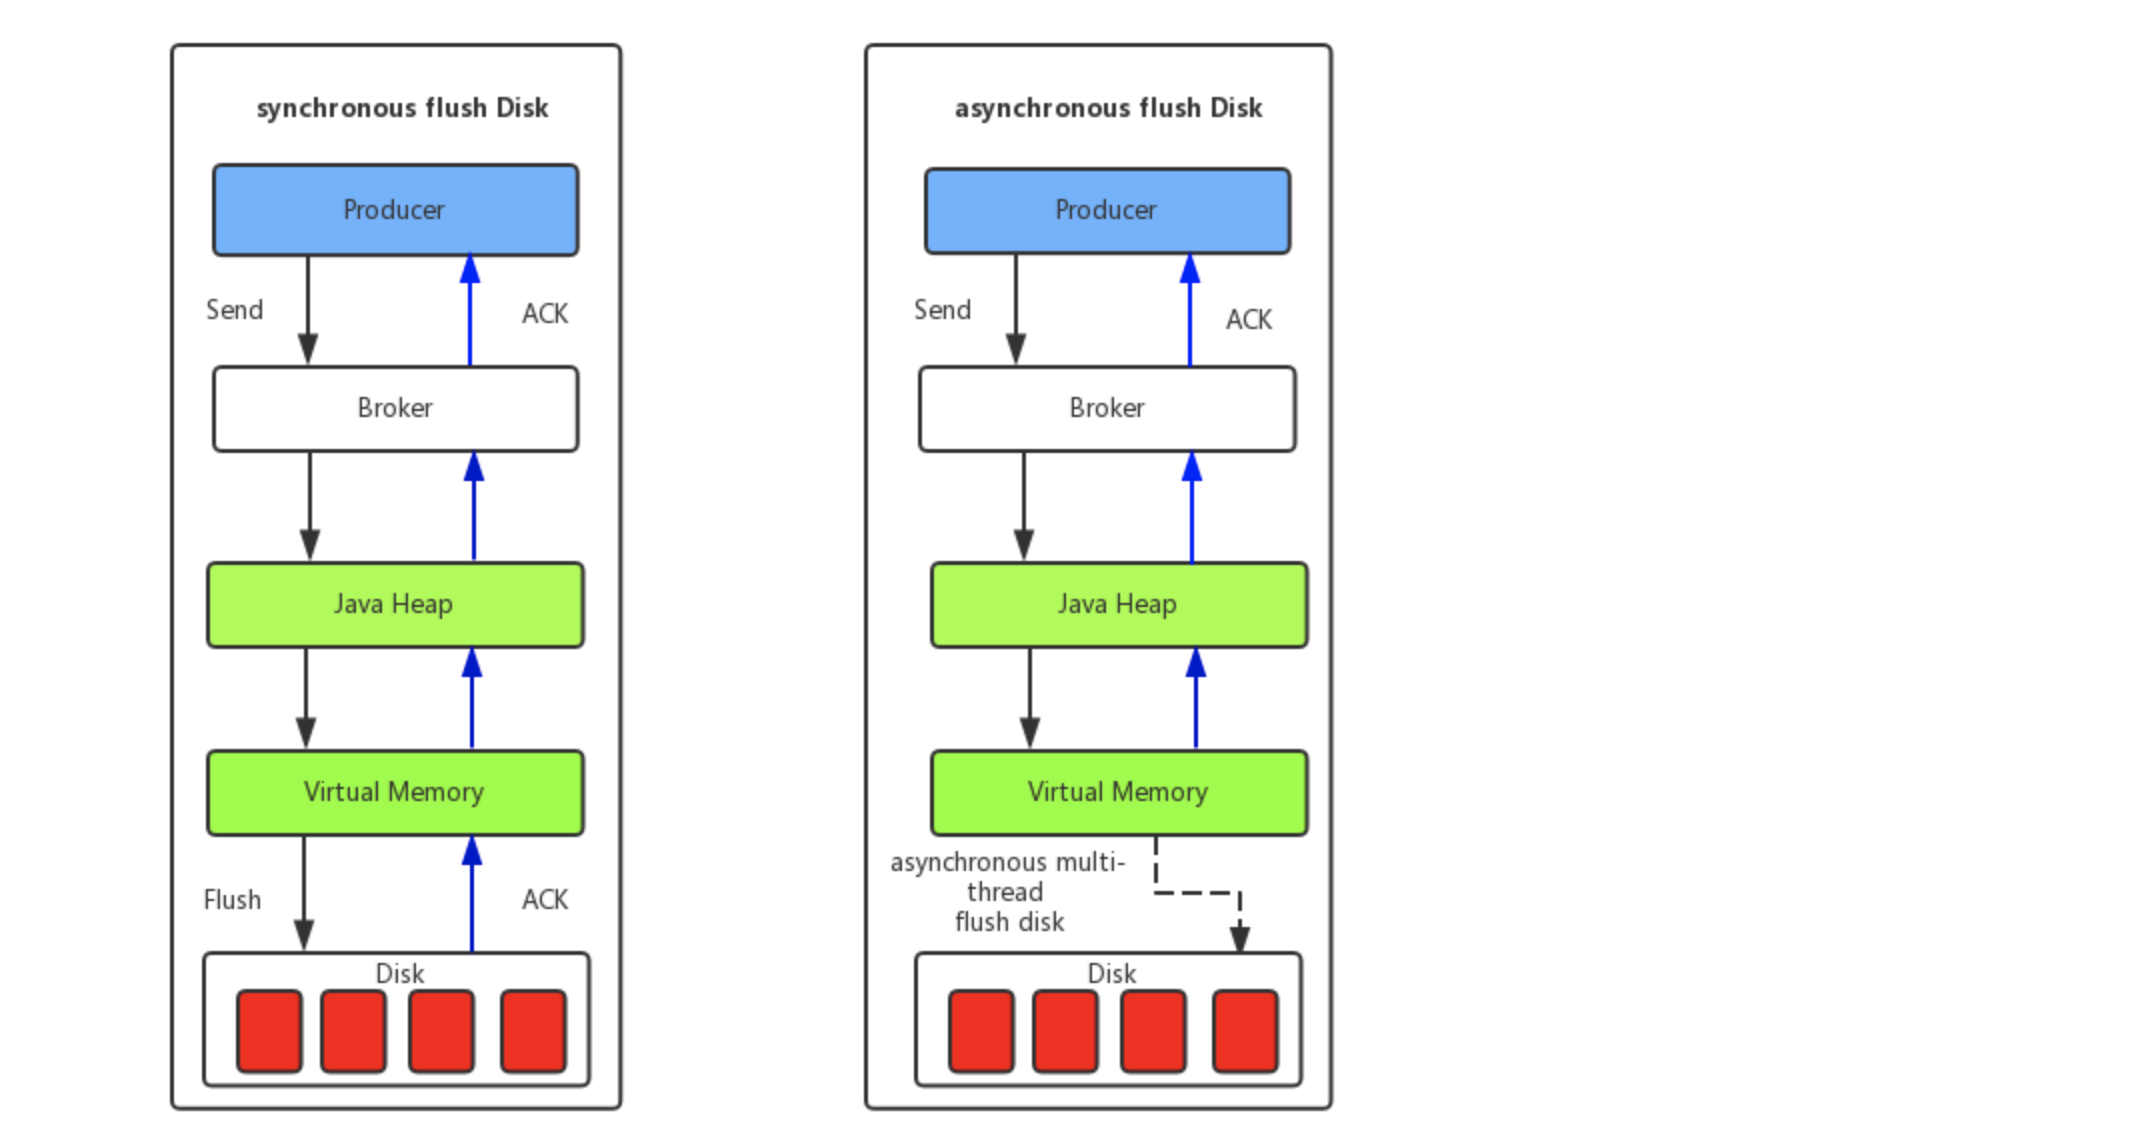 synchronous flush Disk
Producer
Send
ACK
Broker
Java Heap
Virtual Memory
Flush
ACK
Disk
asynchronous flush Disk
Producer
Send
ACK
Broker
Java Heap
Virtual Memory
asynchronous multi-
thread
flush disk
Disk